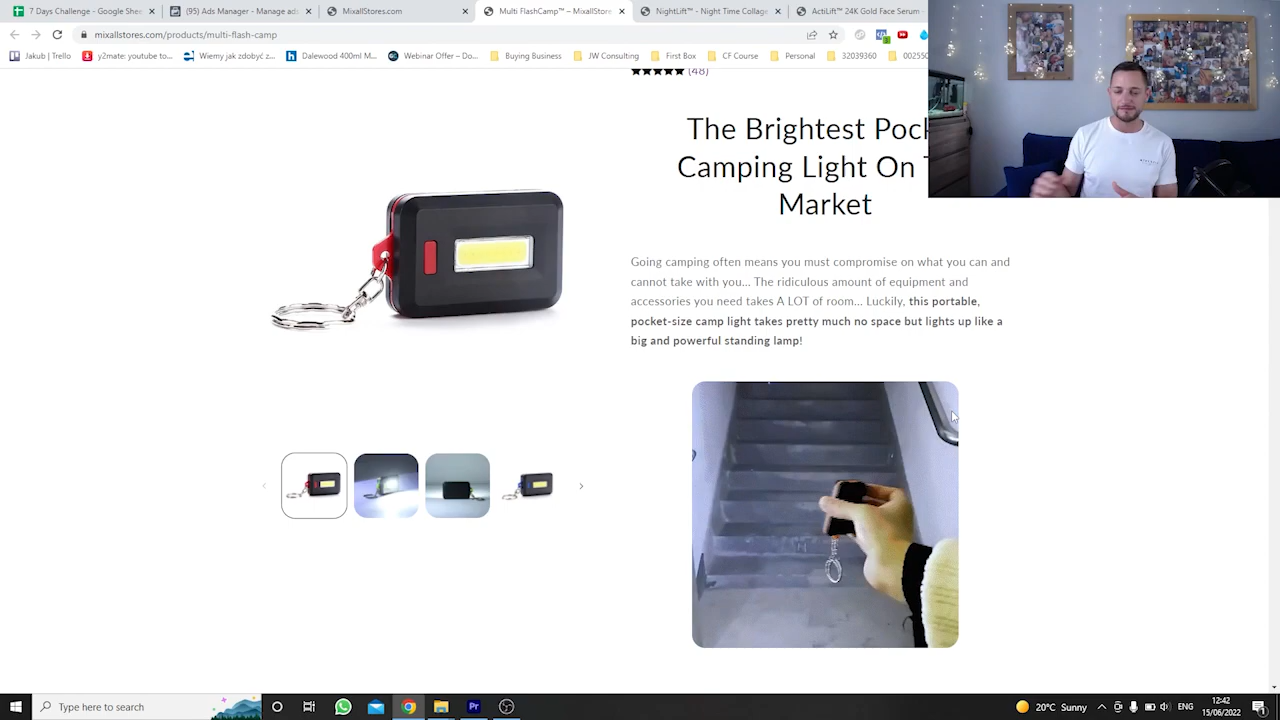 7 Days Challenge - Google Shee
(95) Ads Manager - Manage ads
MixallStores.com
Multi FlashCamp™ – MixallStore
NightLift™ - Night Time Collage
ActiLift™ 24K Gold Face Serum -
mixallstores.com/products/multi-flash-camp
Jakub | Trello
yt2mate: youtube to...
Wiemy jak zdobyć z...
Dalewood 400ml M...
Webinar Offer – Do...
Buying Business
JW Consulting
First Box
CF Course
Personal
32039360
(48)
The Brightest
Camping Light On
Market
Going camping often means you must compromise on what you can and
cannot take with you... The ridiculous amount of equipment and
accessories you need takes A LOT of room... Luckily, this portable,
pocket-size camp light takes pretty much no space but lights up like a
big and powerful standing lamp!
Type here to search
20°C Sunny
ENG
12:42
15/06/2022